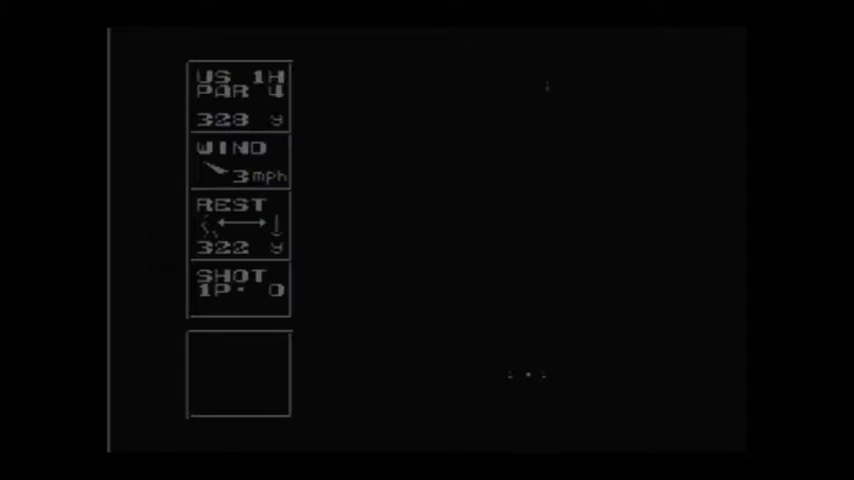 US 1H
PAR 4
328 y
WIND
3mph
REST
322 y
SHOT
1P· 0